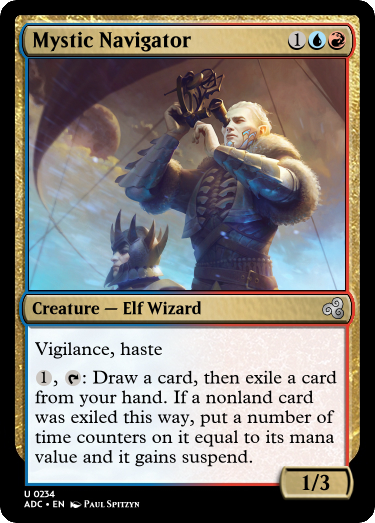 Mystic Navigator
1
Creature — Elf Wizard
Vigilance, haste
1, : Draw a card, then exile a card
from your hand. If a nonland card
was exiled this way, put a number of
time counters on it equal to its mana
value and it gains suspend.
1/3
U 0234
ADC • EN Paul Spitzyn